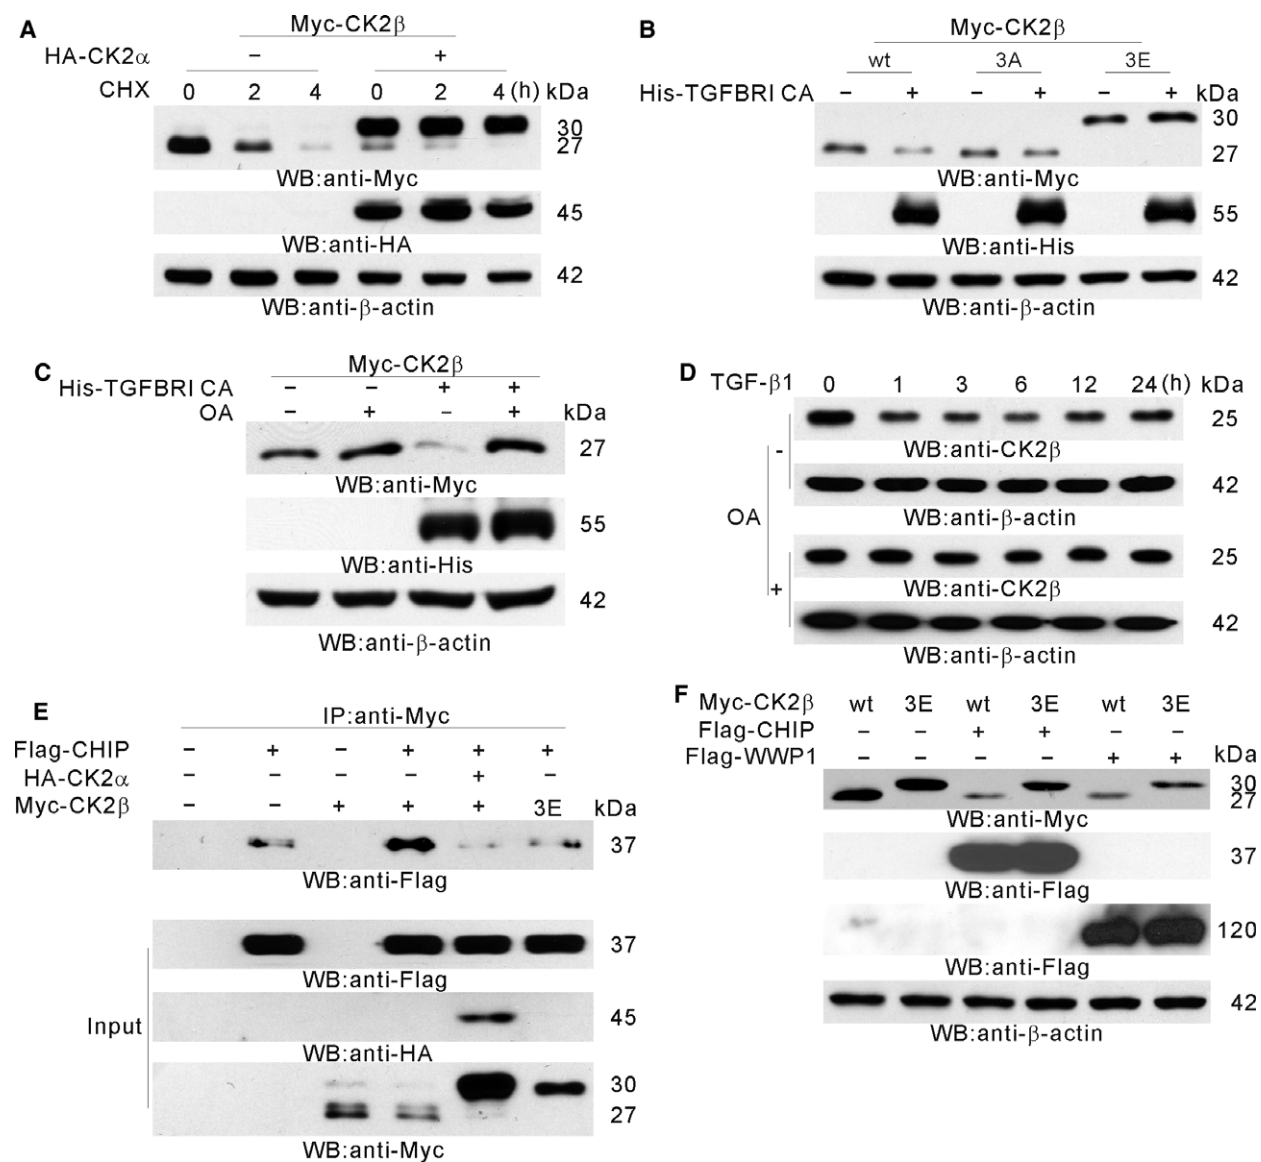 A
Myc-CK2β
HA-CK2α − +
CHX 0 2 4 0 2 4 (h) kDa
30
27
WB:anti-Myc
45
WB:anti-HA
42
WB:anti-β-actin
B
Myc-CK2β
wt 3A 3E
His-TGFBRI CA − + − + − + kDa
30
27
WB:anti-Myc
55
WB:anti-His
42
WB:anti-β-actin
C
Myc-CK2β
His-TGFBRI CA − − + +
OA − + − + kDa
27
WB:anti-Myc
55
WB:anti-His
42
WB:anti-β-actin
D
TGF-β1 0 1 3 6 12 24 (h) kDa
25
WB:anti-CK2β
-
42
WB:anti-β-actin
OA
25
WB:anti-CK2β
+
42
WB:anti-β-actin
E
IP:anti-Myc
Flag-CHIP − + − + + +
HA-CK2α − − − − + −
Myc-CK2β − − + + + 3E kDa
37
WB:anti-Flag
37
WB:anti-Flag
Input
45
WB:anti-HA
30
27
WB:anti-Myc
F
Myc-CK2β wt 3E wt 3E wt 3E
Flag-CHIP − − + + − −
Flag-WWP1 − − − − + + kDa
30
27
WB:anti-Myc
37
WB:anti-Flag
120
WB:anti-Flag
42
WB:anti-β-actin